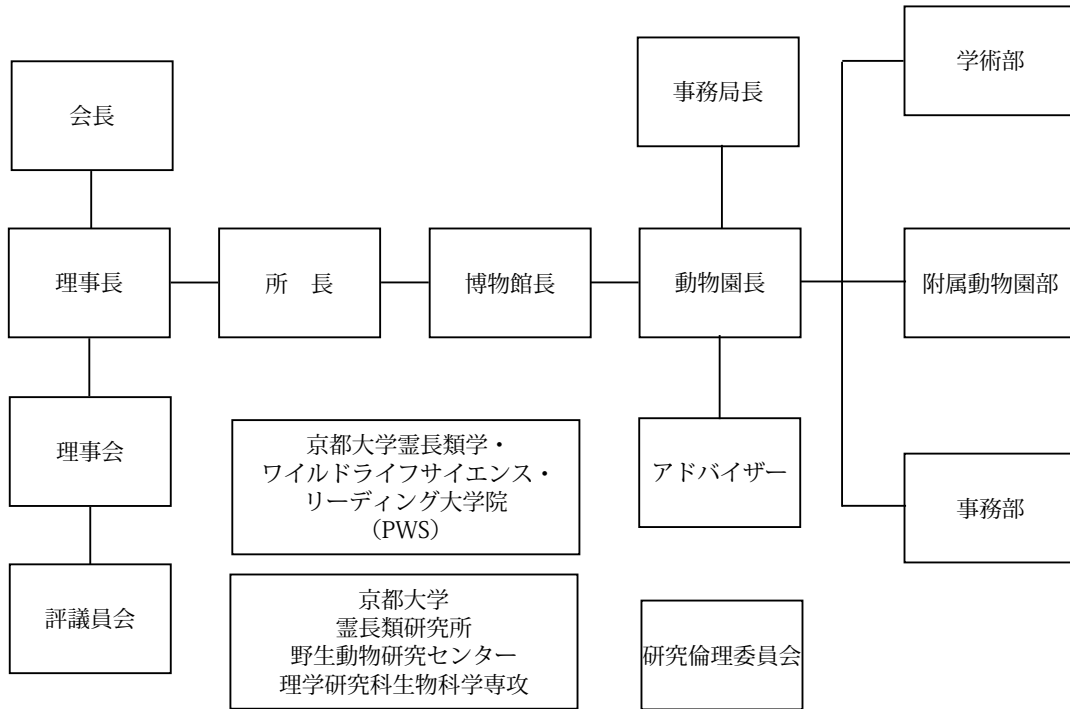 会長
事務局長
学術部
理事長
所　長
博物館長
動物園長
附属動物園部
理事会
京都大学霊長類学・
ワイルドライフサイエンス・
リーディング大学院
（PWS）
アドバイザー
事務部
評議員会
京都大学
霊長類研究所
野生動物研究センター
理学研究科生物科学専攻
研究倫理委員会